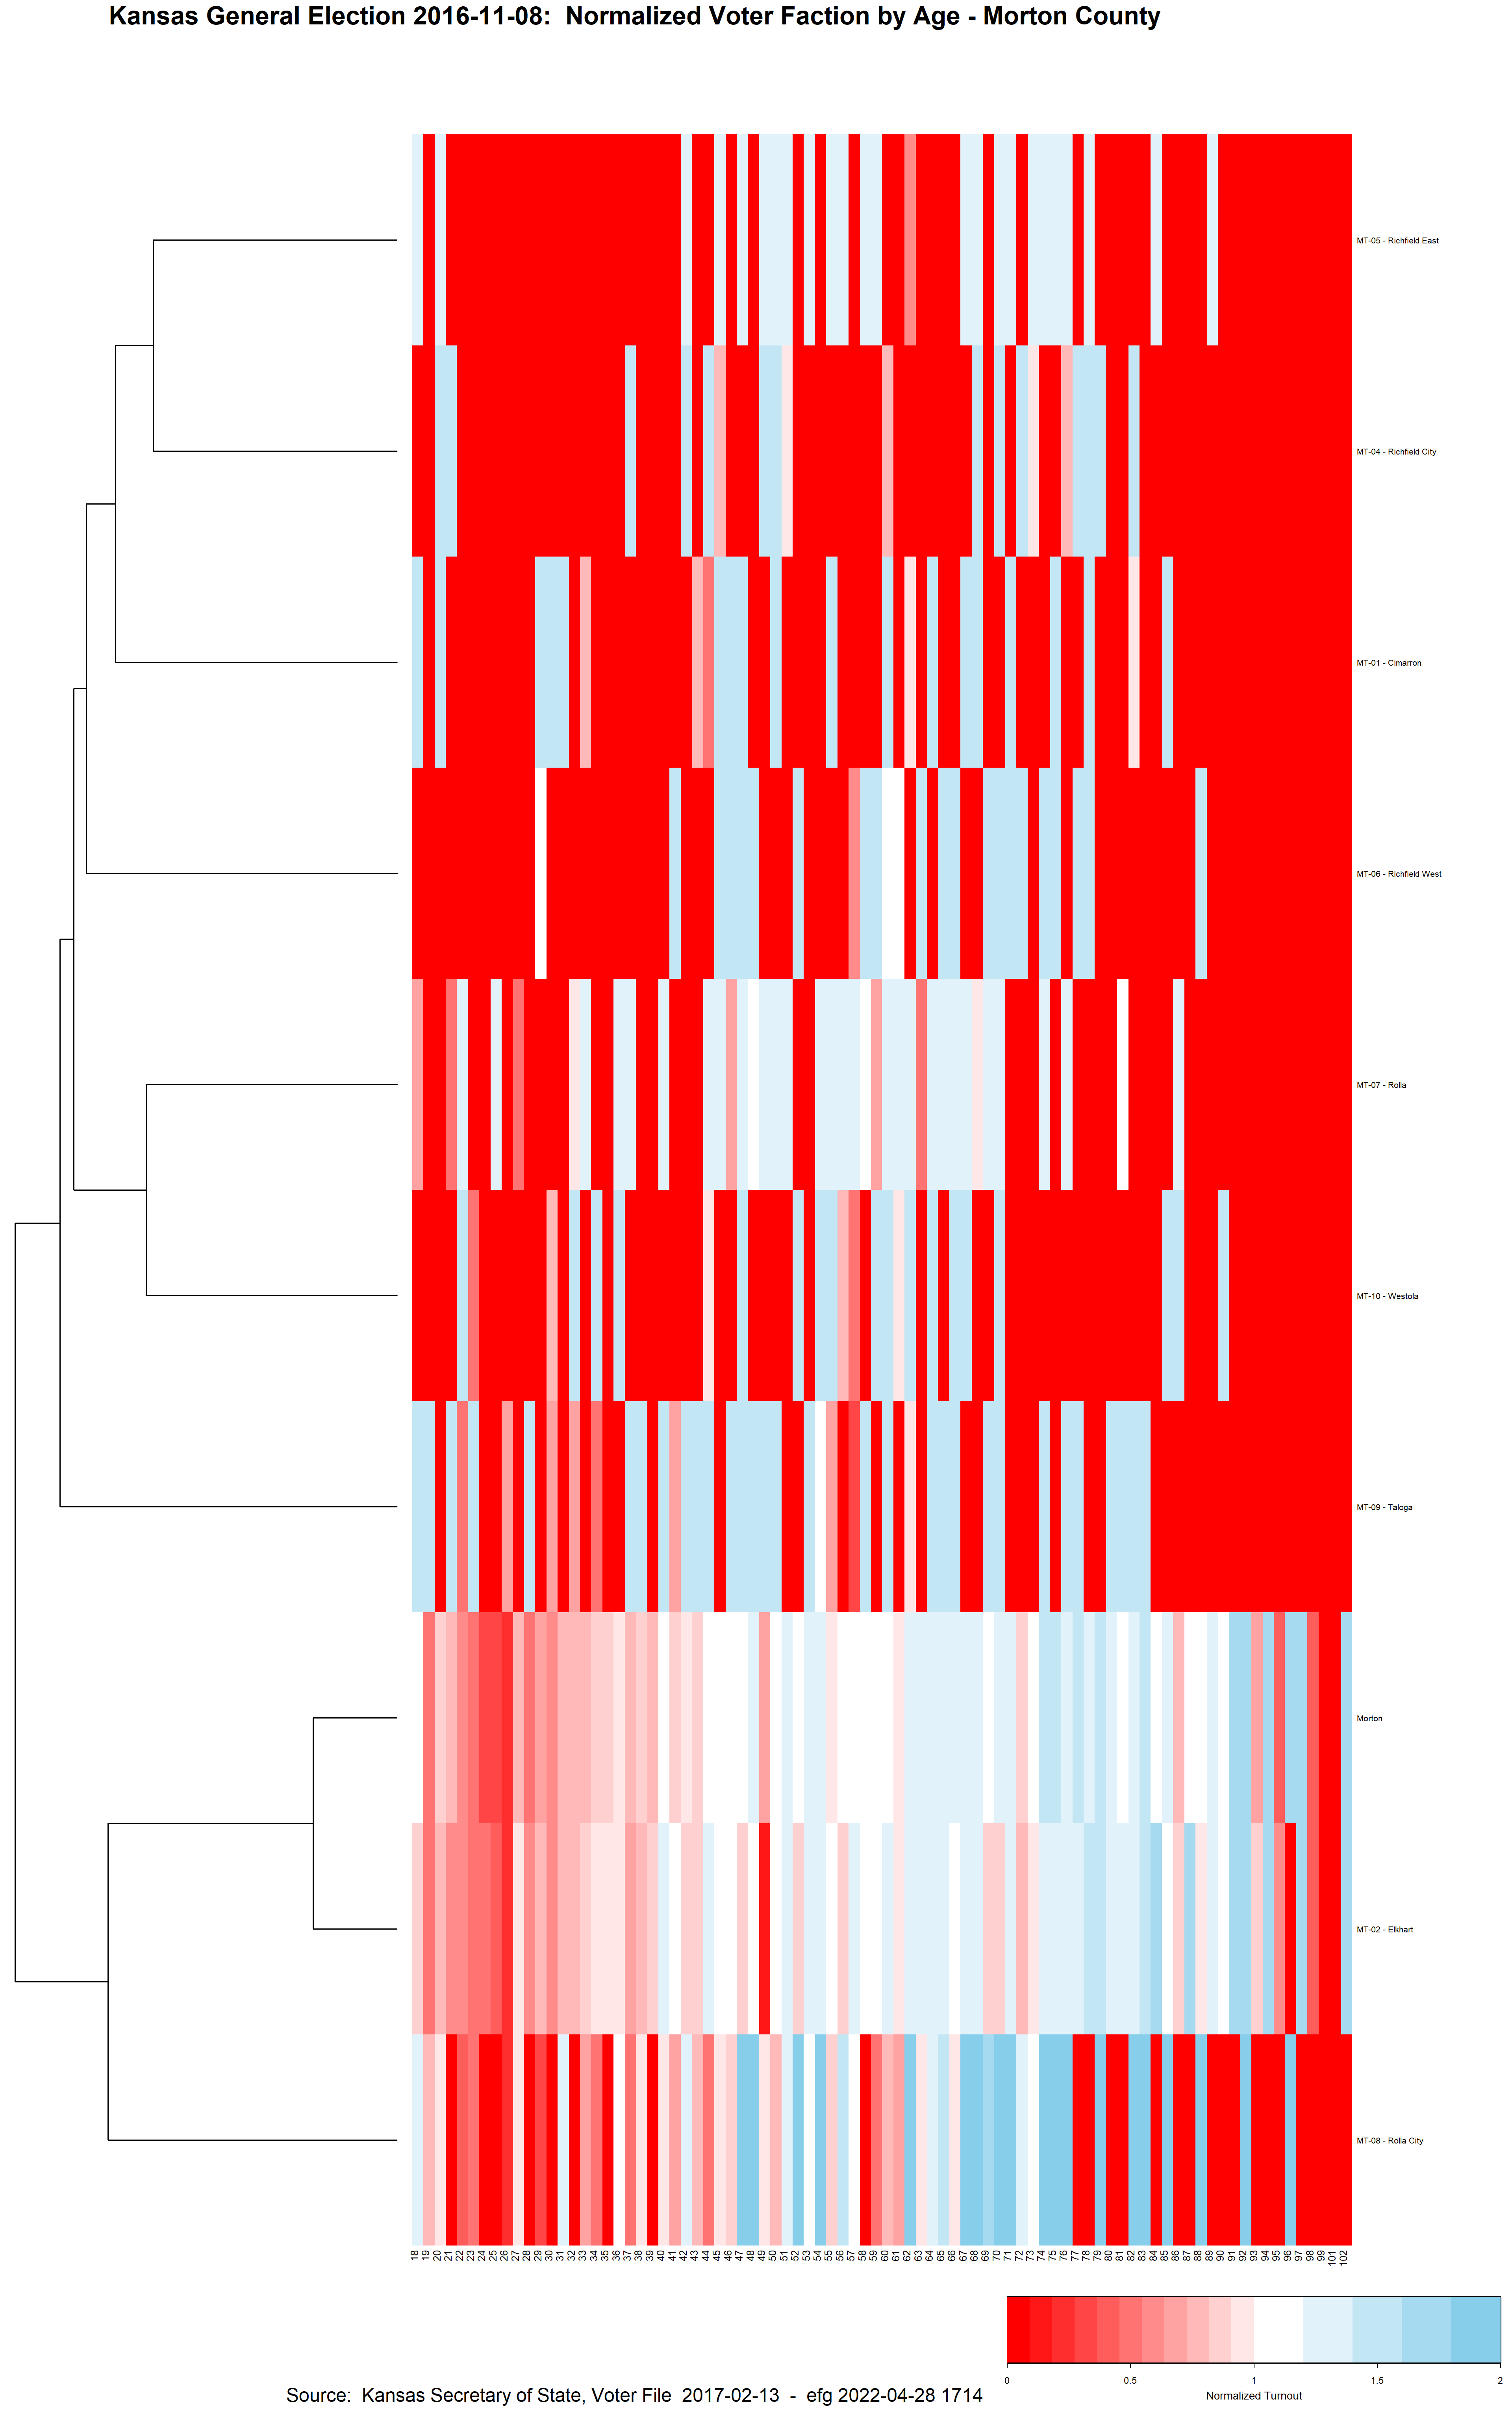 Kansas General Election 2016-11-08:  Normalized Voter Faction by Age - Morton County
MT-05 - Richfield East
MT-04 - Richfield City
MT-01 - Cimarron
MT-06 - Richfield West
MT-07 - Rolla
MT-10 - Westola
MT-09 - Taloga
Morton
MT-02 - Elkhart
MT-08 - Rolla City
18 19 20 21 22 23 24 25 26 27 28 29 30 31 32 33 34 35 36 37 38 39 40 41 42 43 44 45 46 47 48 49 50 51 52 53 54 55 56 57 58 59 60 61 62 63 64 65 66 67 68 69 70 71 72 73 74 75 76 77 78 79 80 81 82 83 84 85 86 87 88 89 90 91 92 93 94 95 96 97 98 99 101 102
0 0.5 1 1.5 2
Normalized Turnout
Source:  Kansas Secretary of State, Voter File  2017-02-13  -  efg 2022-04-28 1714